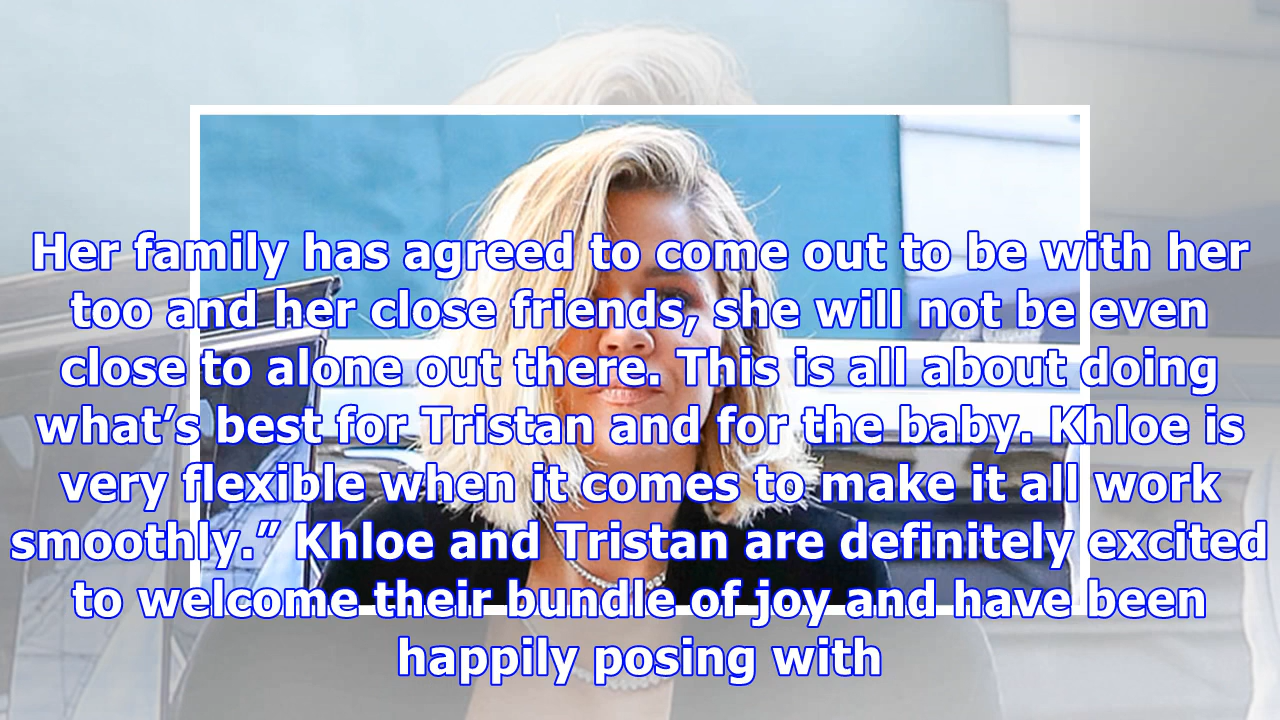 Her family has agreed to come out to be with her
too and her close friends, she will not be even
close to alone out there. This is all about doing
what’s best for Tristan and for the baby. Khloe is
very flexible when it comes to make it all work
smoothly.” Khloe and Tristan are definitely excited
to welcome their bundle of joy and have been
happily posing with